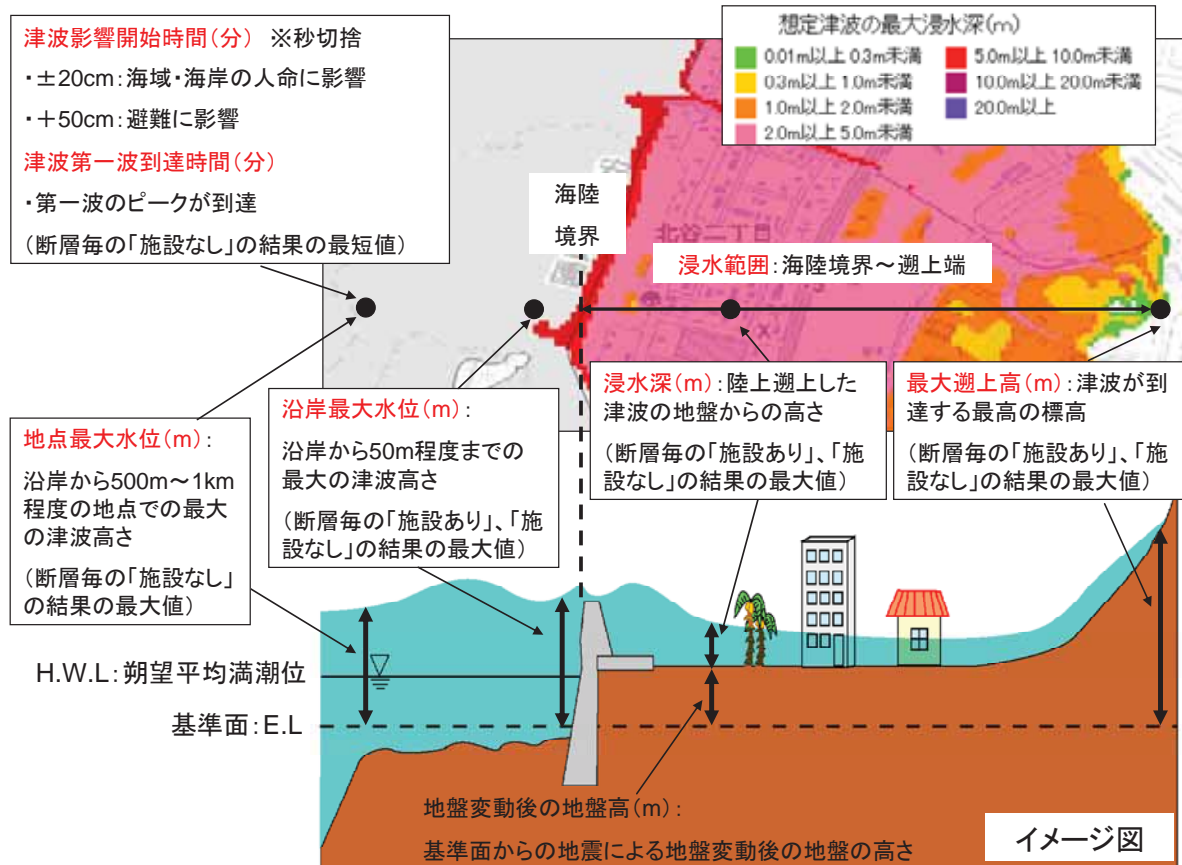 津波影響開始時間(分) ※秒切捨
・±20cm:海域・海岸の人命に影響
・+50cm:避難に影響
津波第一波到達時間(分)
・第一波のピークが到達
(断層毎の「施設なし」の結果の最短値)
想定津波の最大浸水深(m)
0.01m以上 0.3m未満
0.3m以上 1.0m未満
1.0m以上 2.0m未満
2.0m以上 5.0m未満
5.0m以上 10.0m未満
10.0m以上 20.0m未満
20.0m以上
海陸
境界
北谷二丁目
浸水範囲:海陸境界~遡上端
地点最大水位(m):
沿岸から500m~1km
程度の地点での最大
の津波高さ
(断層毎の「施設なし」
の結果の最大値)
沿岸最大水位(m):
沿岸から50m程度までの
最大の津波高さ
(断層毎の「施設あり」、「施
設なし」の結果の最大値)
浸水深(m):陸上遡上した
津波の地盤からの高さ
(断層毎の「施設あり」、「施
設なし」の結果の最大値)
最大遡上高(m):津波が到
達する最高の標高
(断層毎の「施設あり」、「施
設なし」の結果の最大値)
H.W.L:朔望平均満潮位
基準面:E.L
地盤変動後の地盤高(m):
基準面からの地震による地盤変動後の地盤の高さ
イメージ図